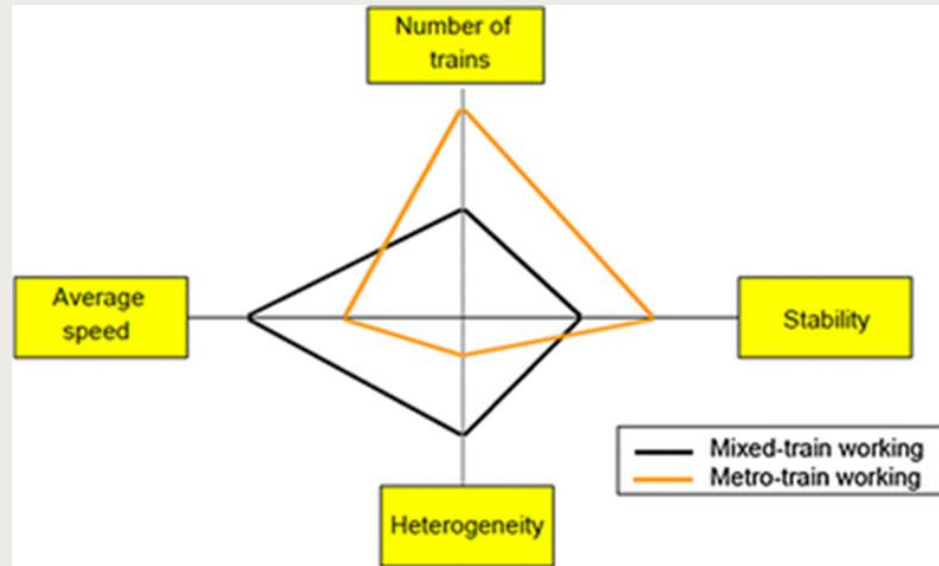 Number of
trains
Average
speed
Stability
Mixed-train working
Metro-train working
Heterogeneity